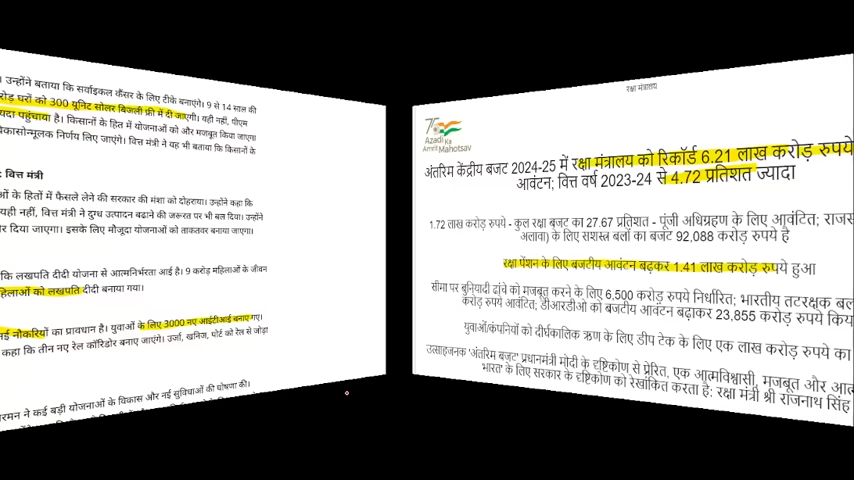 । उन्होंने बताया कि सर्वाइकल कैंसर के लिए टीके बनाएंगे। 9 से 14 साल की
रोड़ घरों को 300 यूनिट सोलर बिजली फ्री में दी जाएगी। यही नहीं, पीएम
यदा पहुंचाया है। किसानों के हित में योजनाओं को और मजबूत किया जाएगा
वेकासोन्मूलक निर्णय लिए जाएंगे। वित्त मंत्री ने यह भी बताया कि किसानों के
: वित्त मंत्री
ओं के हितों में फैसले लेने की सरकार की मंशा को दोहराया। उन्होंने कहा कि
यही नहीं, वित्त मंत्री ने दुग्ध उत्पादन बढ़ाने की जरूरत पर भी बल दिया। उन्होंने
र दिया जाएगा। इसके लिए मौजूदा योजनाओं को ताकतवर बनाया जाएगा।
कि लखपति दीदी योजना से आत्मनिर्भरता आई है। 9 करोड़ महिलाओं के जीवन
हिलाओं को लखपति दीदी बनाया गया।
नई नौकरियों का प्रावधान है। युवाओं के लिए 3000 नए आईटीआई बनाए गए।
कहा कि तीन नए रेल कॉरिडोर बनाए जाएंगे। उर्जा, खनिज, पोर्ट को रेल से जोड़ा
रमन ने कई बड़ी योजनाओं के विकास और नई सुविधाओं की घोषणा की।
रक्षा मंत्रालय
Azadi Ka
Amrit Mahotsav
अंतरिम केंद्रीय बजट 2024-25 में रक्षा मंत्रालय को रिकॉर्ड 6.21 लाख करोड़ रुपये
आवंटन; वित्त वर्ष 2023-24 से 4.72 प्रतिशत ज्यादा
1.72 लाख करोड़ रुपये - कुल रक्षा बजट का 27.67 प्रतिशत - पूंजी अधिग्रहण के लिए आवंटित; राजस
अलावा) के लिए सशस्त्र बलों का बजट 92,088 करोड़ रुपये है
रक्षा पेंशन के लिए बजटीय आवंटन बढ़कर 1.41 लाख करोड़ रुपये हुआ
सीमा पर बुनियादी ढांचे को मजबूत करने के लिए 6,500 करोड़ रुपये निर्धारित; भारतीय तटरक्षक बल
करोड़ रुपये आवंटित; डीआरडीओ को बजटीय आवंटन बढ़ाकर 23,855 करोड़ रुपये किय
युवाओं/कंपनियों को दीर्घकालिक ऋण के लिए डीप टेक के लिए एक लाख करोड़ रुपये का
उत्साहजनक 'अंतरिम बजट' प्रधानमंत्री मोदी के दृष्टिकोण से प्रेरित, एक आत्मविश्वासी, मजबूत और आत्म
भारत' के लिए सरकार के दृष्टिकोण को रेखांकित करता है: रक्षा मंत्री श्री राजनाथ सिंह